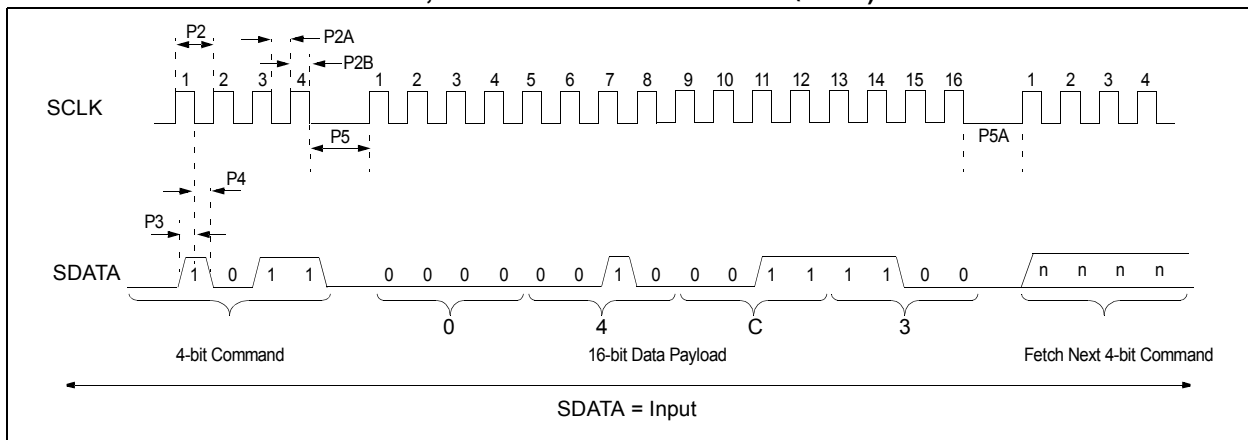 P2
P2A
P2B
1 2 3 4 1 2 3 4 5 6 7 8 9 10 11 12 13 14 15 16 1 2 3 4
SCLK
P5
P5A
P4
P3
SDATA
1 0 1 1 0 0 0 0 0 0 1 0 0 0 1 1 1 1 0 0 n n n n
0 4 C 3
4-bit Command
16-bit Data Payload
Fetch Next 4-bit Command
SDATA = Input